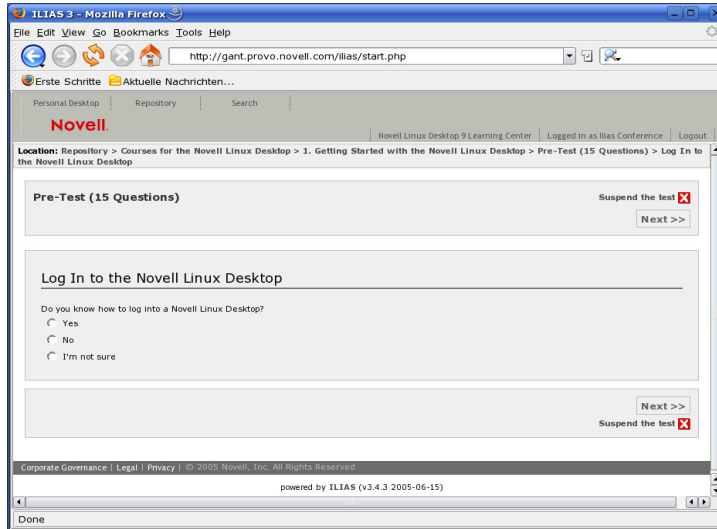 ILIAS 3 - Mozilla Firefox
File Edit View Go Bookmarks Tools Help
http://gant.provo.novell.com/ilias/start.php
Erste Schritte Aktuelle Nachrichten...
Personal Desktop Repository Search
Novell.
Novell Linux Desktop 9 Learning Center Logged in as Ilias Conference Logout
Location: Repository > Courses for the Novell Linux Desktop > 1. Getting Started with the Novell Linux Desktop > Pre-Test (15 Questions) > Log In to
the Novell Linux Desktop
Pre-Test (15 Questions)
Suspend the test
Next >>
Log In to the Novell Linux Desktop
Do you know how to log into a Novell Linux Desktop?
Yes
No
I'm not sure
Next >>
Suspend the test
Corporate Governance | Legal | Privacy | © 2005 Novell, Inc. All Rights Reserved
powered by ILIAS (v3.4.3 2005-06-15)
Done